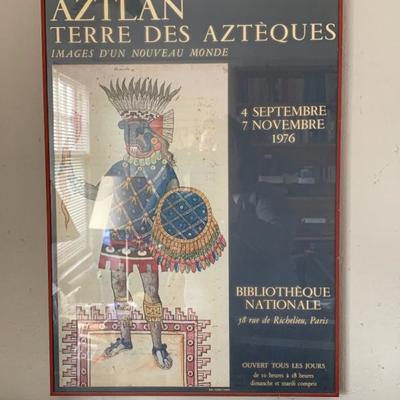 AZTLAN
TERRE DES AZTÈQUES
IMAGES D'UN NOUVEAU MONDE
4 SEPTEMBRE
7 NOVEMBRE
1976
BIBLIOTHÈQUE
NATIONALE
58 rue de Richelieu, Paris
OUVERT TOUS LES JOURS
de 10 heures à 18 heures
dimanche et mardi compris